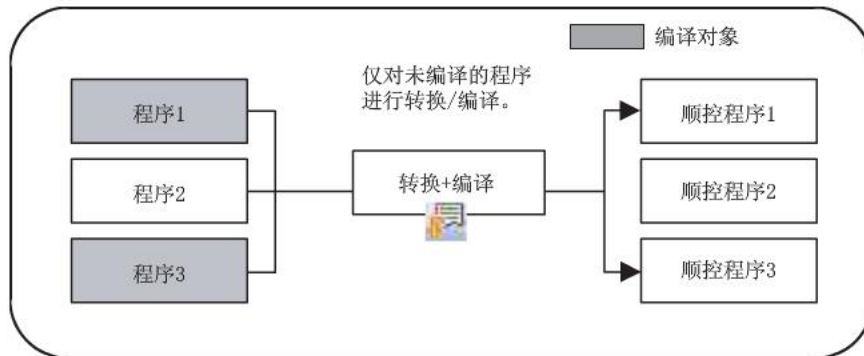 编译对象
仅对未编译的程序
进行转换/编译。
程序1
程序2
程序3
转换+编译
顺控程序1
顺控程序2
顺控程序3